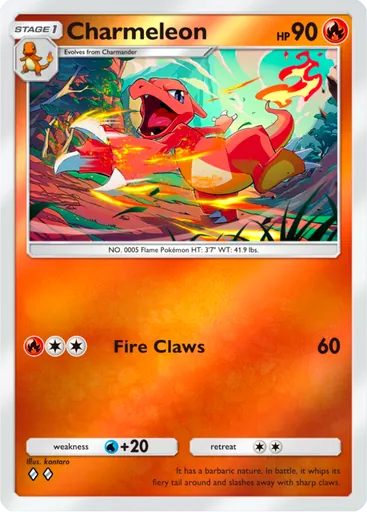 STAGE 1
Charmeleon
HP 90
Evolves from Charmander
NO. 0005 Flame Pokémon HT: 3'7" WT: 41.9 lbs.
Fire Claws 60
weakness +20 retreat
Illus. kantaro
It has a barbaric nature. In battle, it whips its
fiery tail around and slashes away with sharp claws.